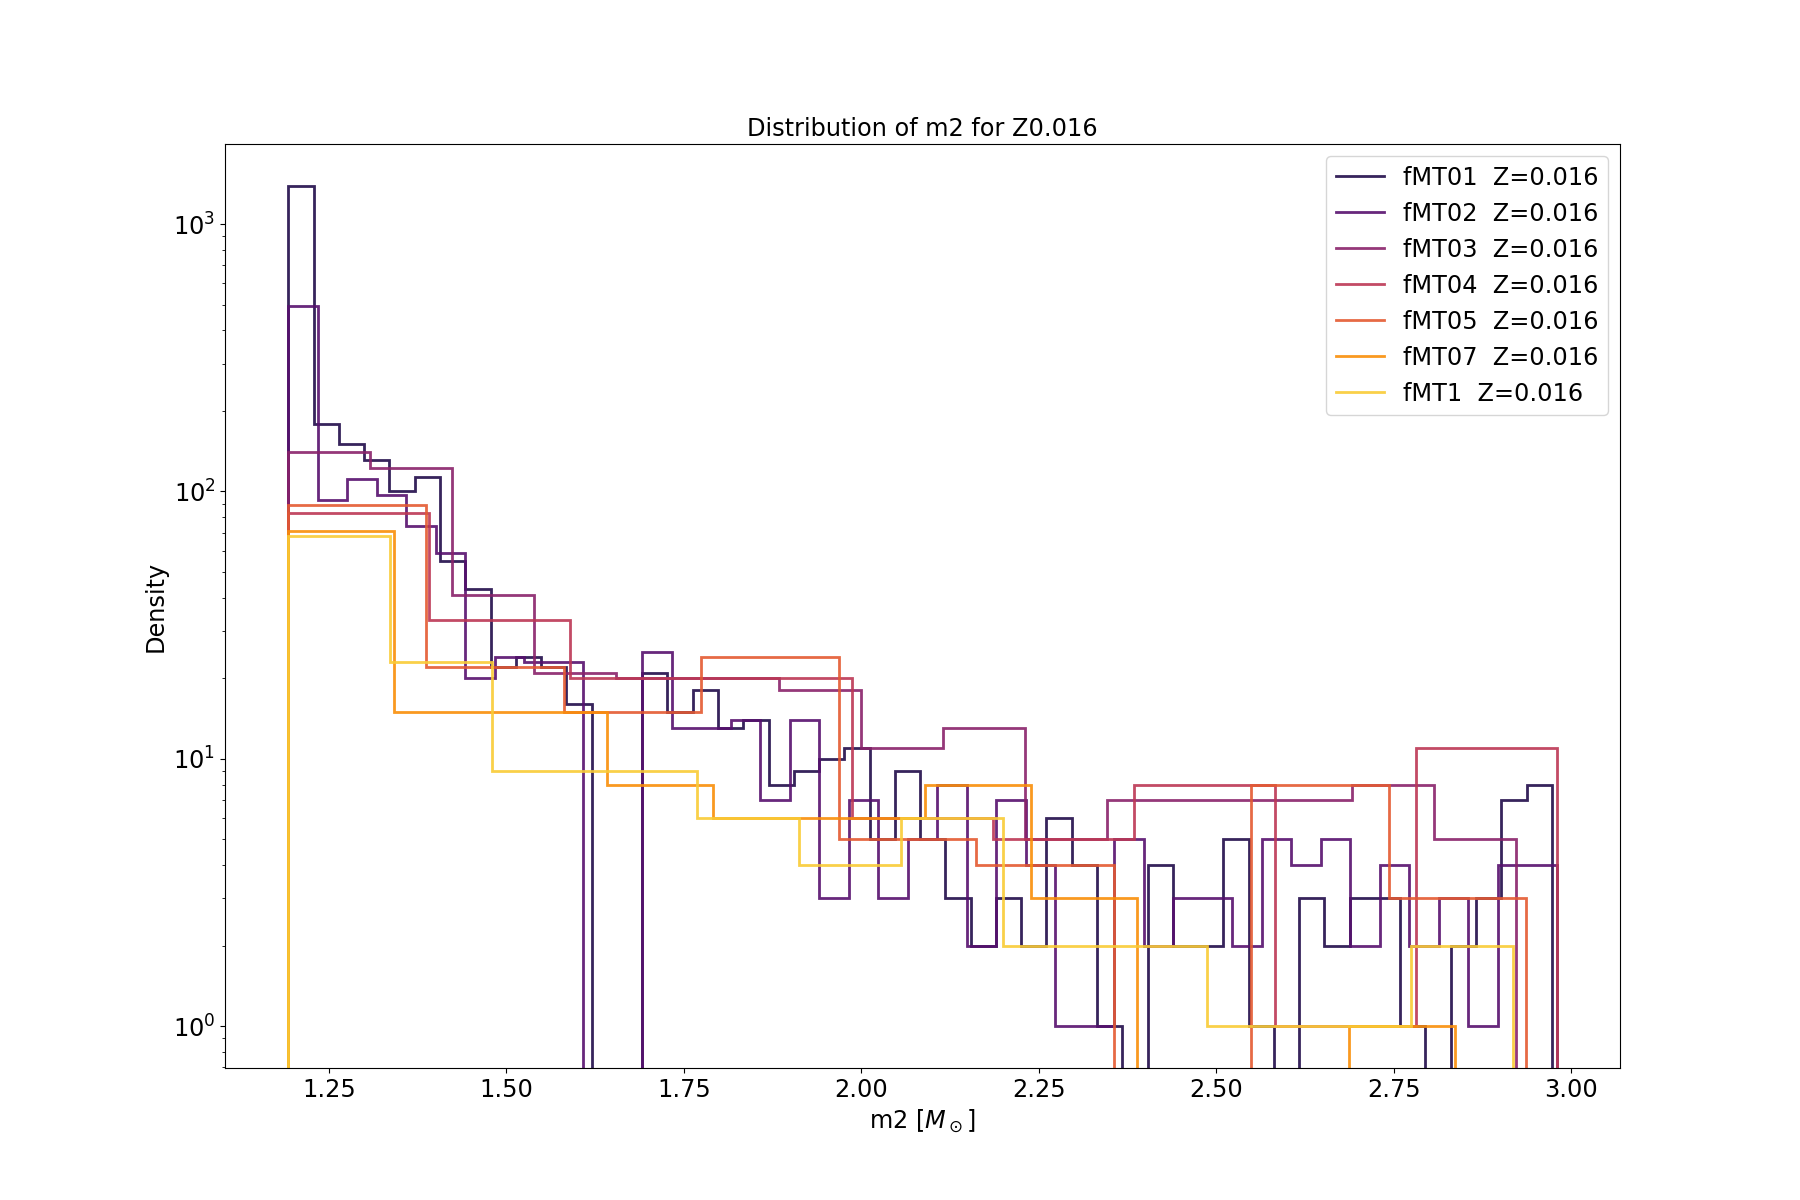 Distribution of m2 for Z0.016
Density
10³
10²
10¹
10⁰
fMT01 Z=0.016
fMT02 Z=0.016
fMT03 Z=0.016
fMT04 Z=0.016
fMT05 Z=0.016
fMT07 Z=0.016
fMT1 Z=0.016
1.25 1.50 1.75 2.00 2.25 2.50 2.75 3.00
m2 [M⊙]